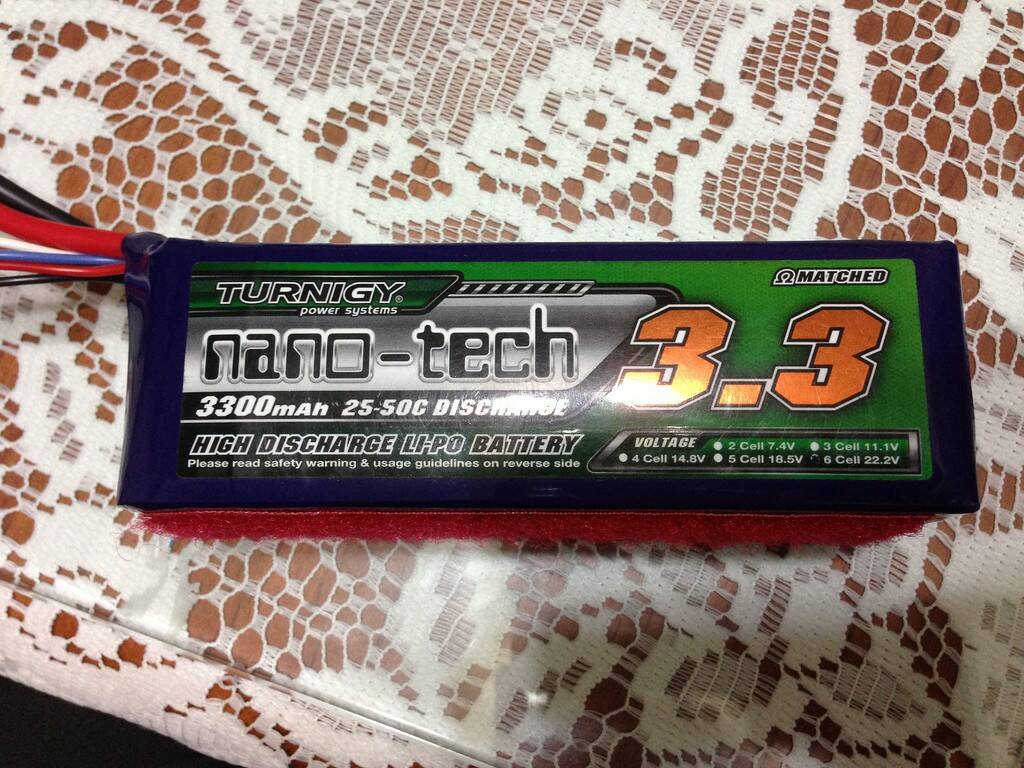 TURNIGY®
power systems
nano-tech
3300mAh 25-50C DISCHARGE
HIGH DISCHARGE LI-PO BATTERY
Please read safety warning & usage guidelines on reverse side
Ω MATCHED
3.3
VOLTAGE 2 Cell 7.4V 3 Cell 11.1V
4 Cell 14.8V 5 Cell 18.5V 6 Cell 22.2V